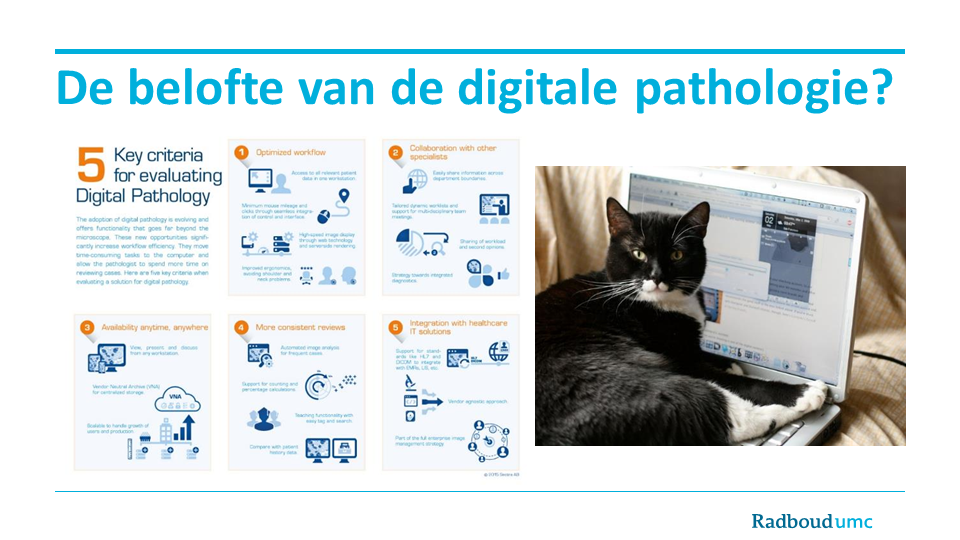 De belofte van de digitale pathologie?
5 Key criteria
for evaluating
Digital Pathology
The adoption of digital pathology is evolving and
offers functionality that goes far beyond the
microscope. These new opportunities signifi-
cantly increase workflow efficiency. They move
time-consuming tasks to the computer and
allow the pathologist to spend more time on
reviewing cases. Here are five key criteria when
evaluating a solution for digital pathology.
1 Optimized workflow
Access to all relevant patient
data in one workstation.
Minimum mouse mileage and
clicks through seamless integra-
tion of control and interface.
High-speed image display
through web technology
and serverside rendering.
Improved ergonomics,
avoiding shoulder and
neck problems.
2 Collaboration with other
specialists
Easily share information across
department boundaries.
Tailored dynamic worklists and
support for multidisciplinary team
meetings.
Sharing of workload
and second opinions.
Strategy towards integrated
diagnostics.
3 Availability anytime, anywhere
View, present and discuss
from any workstation.
Vendor Neutral Archive (VNA)
for centralized storage.
VNA
Scalable to handle growth of
users and production.
4 More consistent reviews
Automated image analysis
for frequent cases.
Support for counting and
percentage calculations.
Teaching functionality with
easy tag and search.
Compare with patient
history data.
5 Integration with healthcare
IT solutions
Support for stand-
ards like HL7 and
DICOM to integrate
with EMRs, LIS, etc.
Vendor agnostic approach.
Part of the full enterprise image
management strategy.
Radboudumc